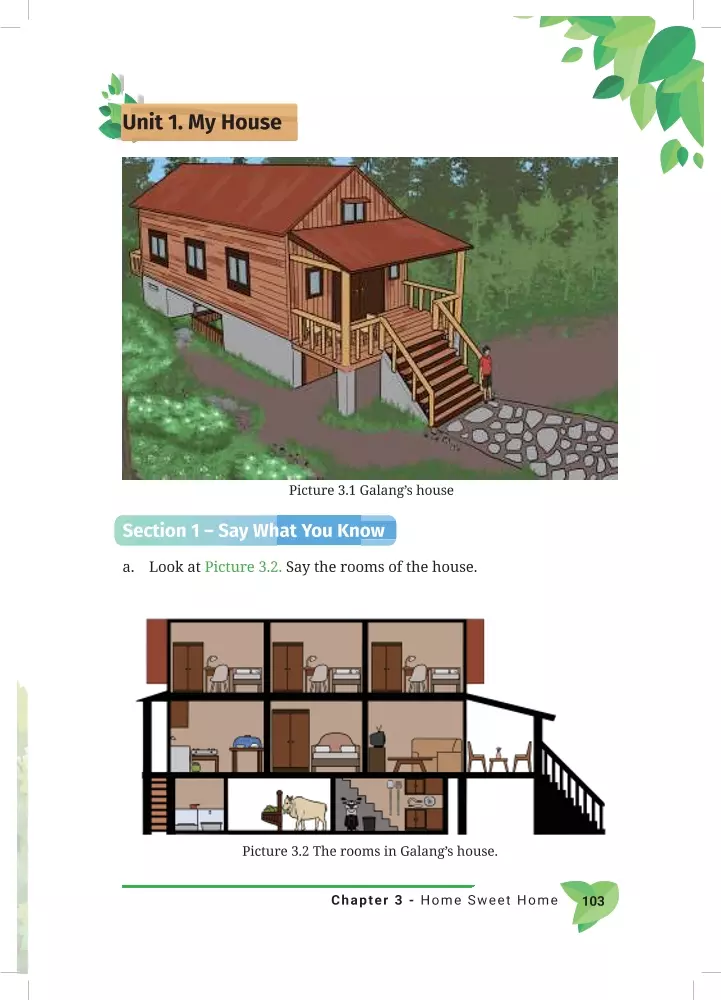 Unit 1. My House
Picture 3.1 Galang’s house
Section 1 – Say What You Know
a. Look at Picture 3.2. Say the rooms of the house.
Picture 3.2 The rooms in Galang’s house.
Chapter 3 - Home Sweet Home 103